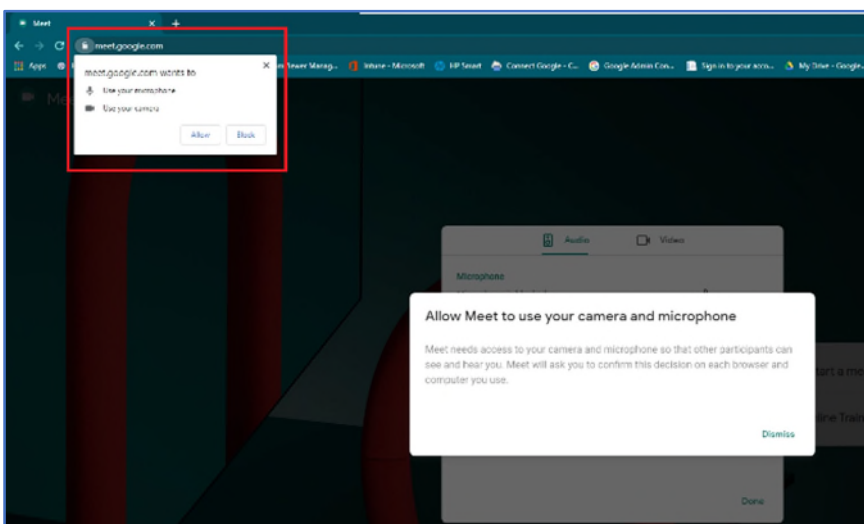 Meet
meet.google.com
Apps
Intune - Microsoft
HP Smart
Connect Google - C...
Google Admin Con...
Sign in to your acco...
My Drive - Google
meet.google.com wants to
Use your microphone
Use your camera
Allow Block
Audio Video
Microphone
Allow Meet to use your camera and microphone
Meet needs access to your camera and microphone so that other participants can
see and hear you. Meet will ask you to confirm this decision on each browser and
computer you use.
Dismiss
Done